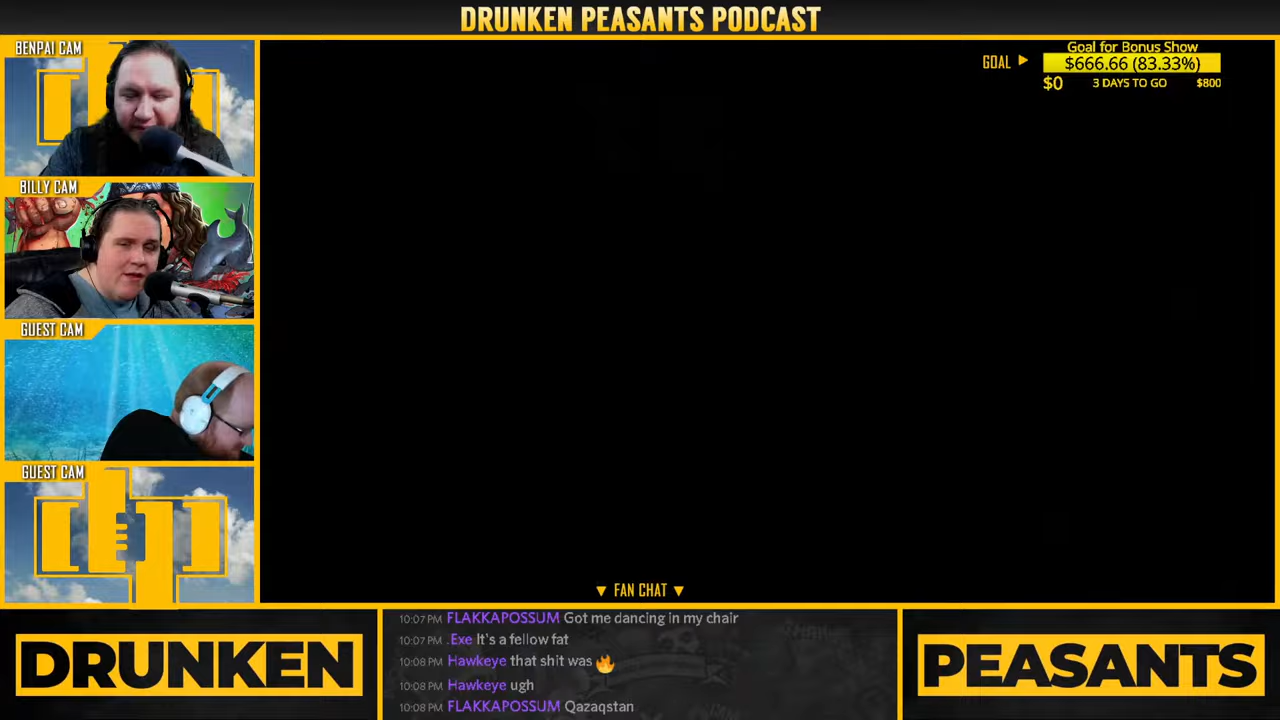 DRUNKEN PEASANTS PODCAST
BENPAI CAM
BILLY CAM
GUEST CAM
GUEST CAM
GOAL ▶
Goal for Bonus Show
$666.66 (83.33%)
$0 3 DAYS TO GO $800
▼ FAN CHAT ▼
10:07 PM FLAKKAPOSSUM Got me dancing in my chair
10:07 PM .Exe It's a fellow fat
10:08 PM Hawkeye that shit was 🔥
10:08 PM Hawkeye ugh
10:08 PM FLAKKAPOSSUM Qazaqstan
DRUNKEN
PEASANTS